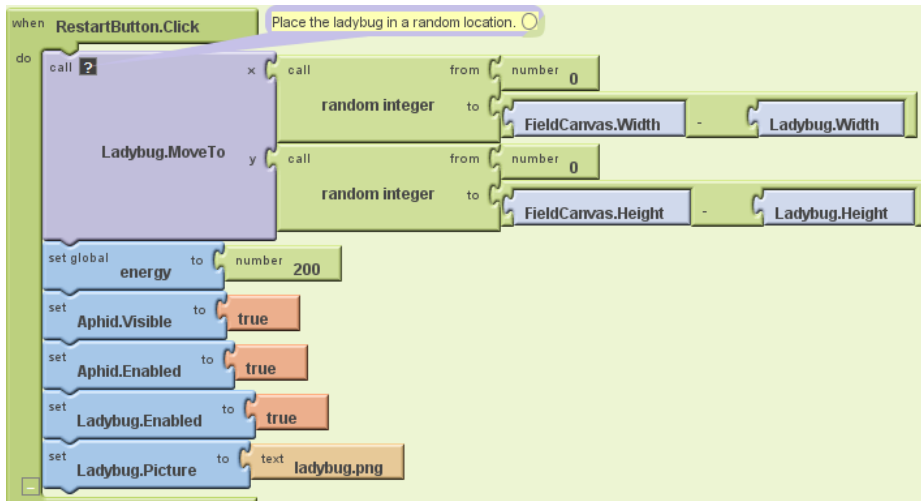 when RestartButton.Click
Place the ladybug in a random location.
do
call ?
Ladybug.MoveTo
x call random integer
from number 0
to FieldCanvas.Width - Ladybug.Width
y call random integer
from number 0
to FieldCanvas.Height - Ladybug.Height
set global energy to number 200
set Aphid.Visible to true
set Aphid.Enabled to true
set Ladybug.Enabled to true
set Ladybug.Picture to text ladybug.png